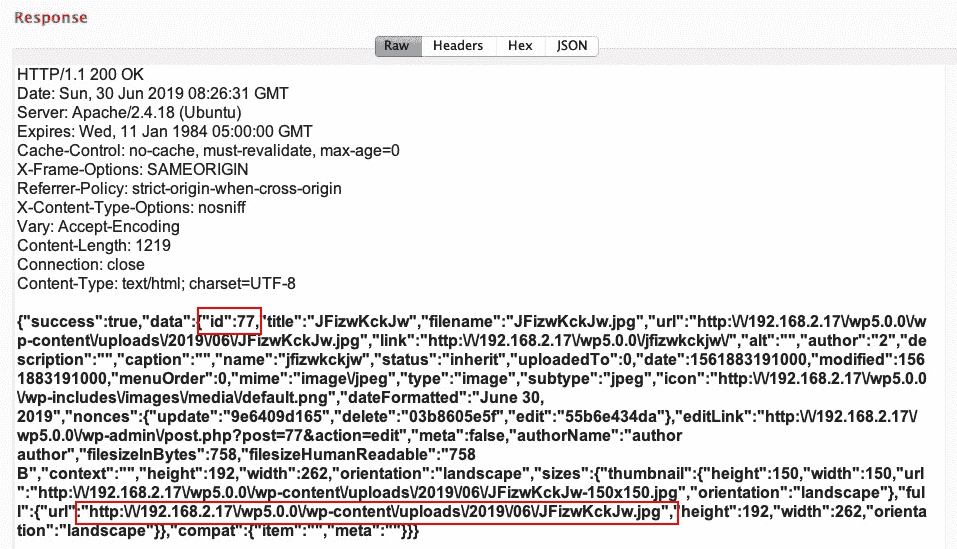 Response
Raw Headers Hex JSON
HTTP/1.1 200 OK
Date: Sun, 30 Jun 2019 08:26:31 GMT
Server: Apache/2.4.18 (Ubuntu)
Expires: Wed, 11 Jan 1984 05:00:00 GMT
Cache-Control: no-cache, must-revalidate, max-age=0
X-Frame-Options: SAMEORIGIN
Referrer-Policy: strict-origin-when-cross-origin
X-Content-Type-Options: nosniff
Vary: Accept-Encoding
Content-Length: 1219
Connection: close
Content-Type: text/html; charset=UTF-8
{"success":true,"data":{"id":77,"title":"JFizwKckJw","filename":"JFizwKckJw.jpg","url":"http:\/\/192.168.2.17\/wp5.0.0\/w
p-content\/uploads\/2019\/06\/JFizwKckJw.jpg","link":"http:\/\/192.168.2.17\/wp5.0.0\/jfizwkckjw\/","alt":"","author":"2","de
scription":"","caption":"","name":"jfizwkckjw","status":"inherit","uploadedTo":0,"date":1561883191000,"modified":156
1883191000,"menuOrder":0,"mime":"image\/jpeg","type":"image","subtype":"jpeg","icon":"http:\/\/192.168.2.17\/wp5.0.0
\/wp-includes\/images\/media\/default.png","dateFormatted":"June 30,
2019","nonces":{"update":"9e6409d165","delete":"03b8605e5f","edit":"55b6e434da"},"editLink":"http:\/\/192.168.2.17\/
wp5.0.0\/wp-admin\/post.php?post=77&action=edit","meta":false,"authorName":"author
author","filesizeInBytes":758,"filesizeHumanReadable":"758
B","context":"","height":192,"width":262,"orientation":"landscape","sizes":{"thumbnail":{"height":150,"width":150,"url
":"http:\/\/192.168.2.17\/wp5.0.0\/wp-content\/uploads\/2019\/06\/JFizwKckJw-150x150.jpg","orientation":"landscape"},"ful
l":{"url":"http:\/\/192.168.2.17\/wp5.0.0\/wp-content\/uploads\/2019\/06\/JFizwKckJw.jpg","height":192,"width":262,"orienta
tion":"landscape"}},"compat":{"item":"","meta":""}}}